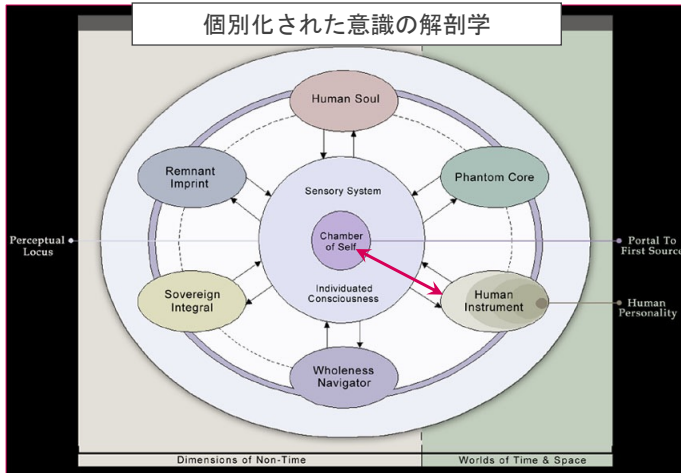 個別化された意識の解剖学
Human Soul
Remnant
Imprint
Phantom Core
Sensory System
Chamber
of Self
Individuated
Consciousness
Perceptual
Locus
Portal To
First Source
Sovereign
Integral
Human
Instrument
Human
Personality
Wholeness
Navigator
Dimensions of Non-Time
Worlds of Time & Space